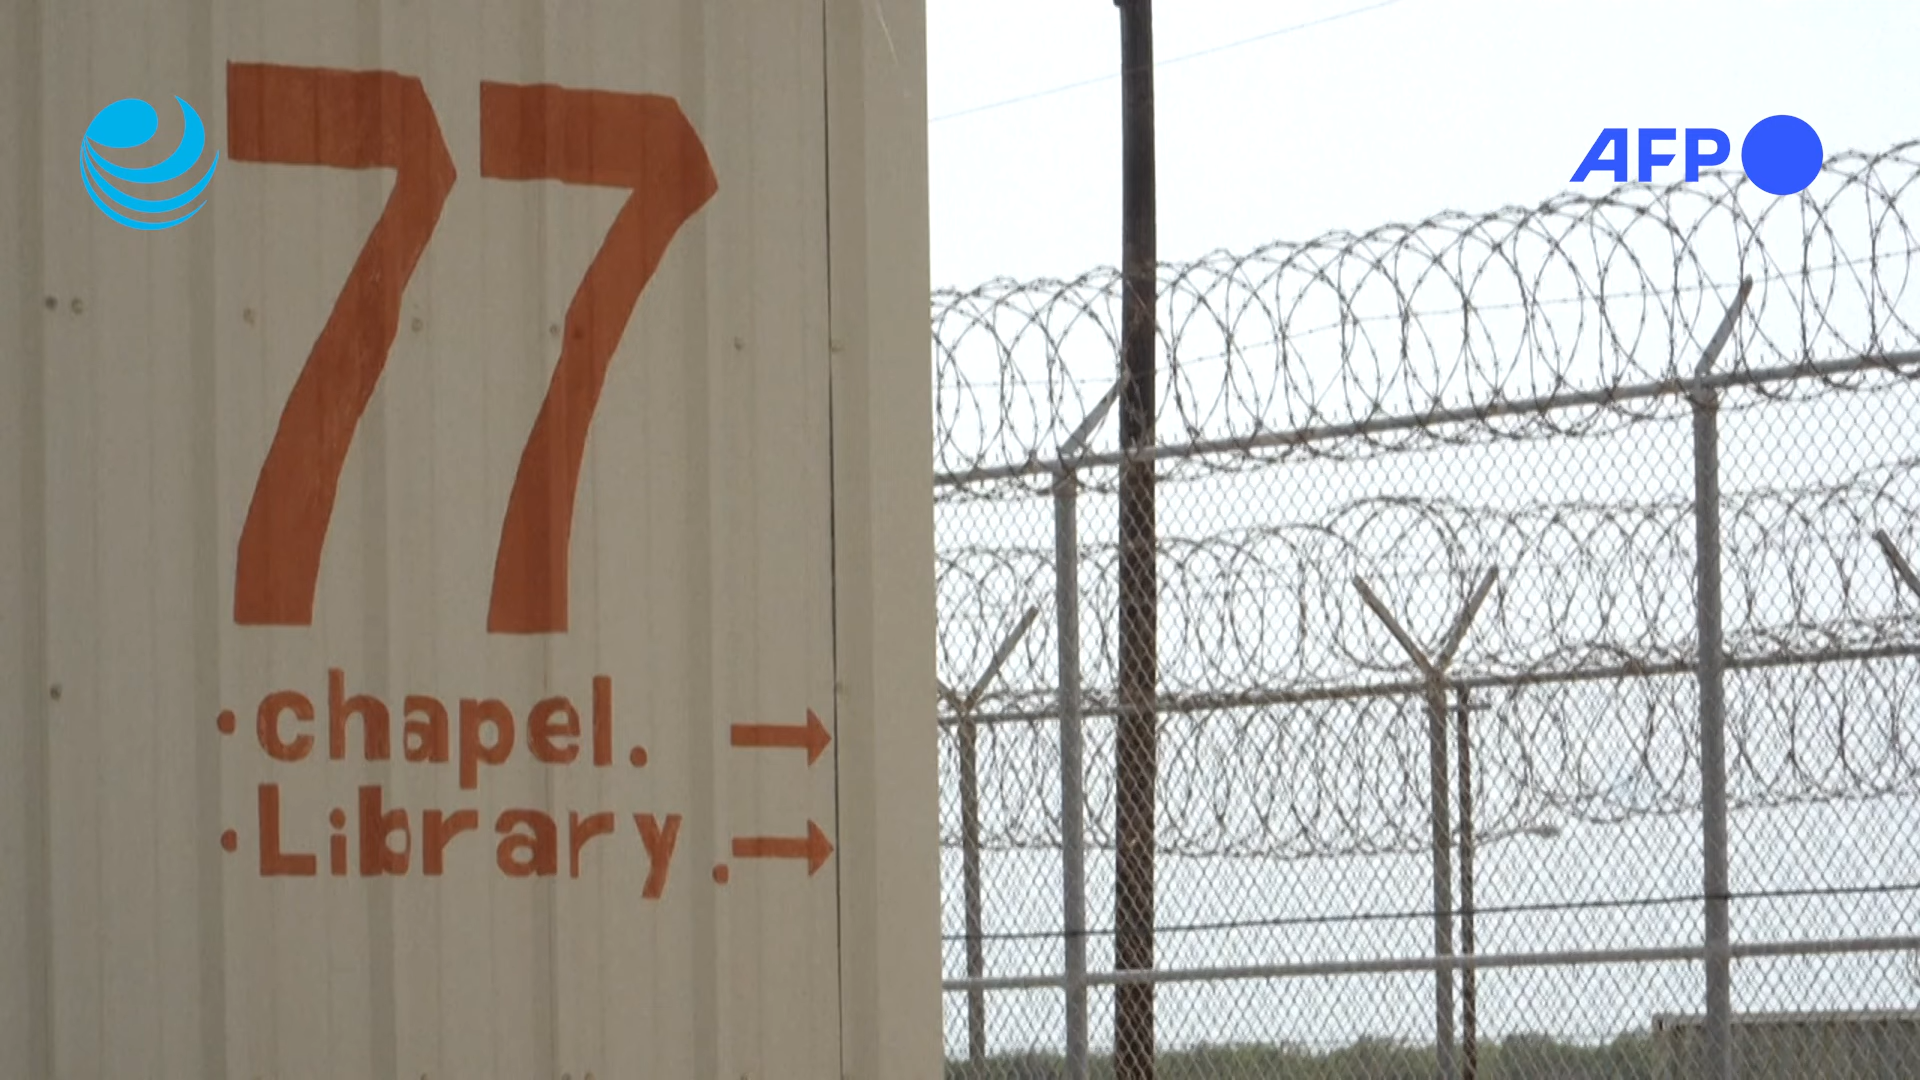 77
AFP
· chapel. →
· Library. →